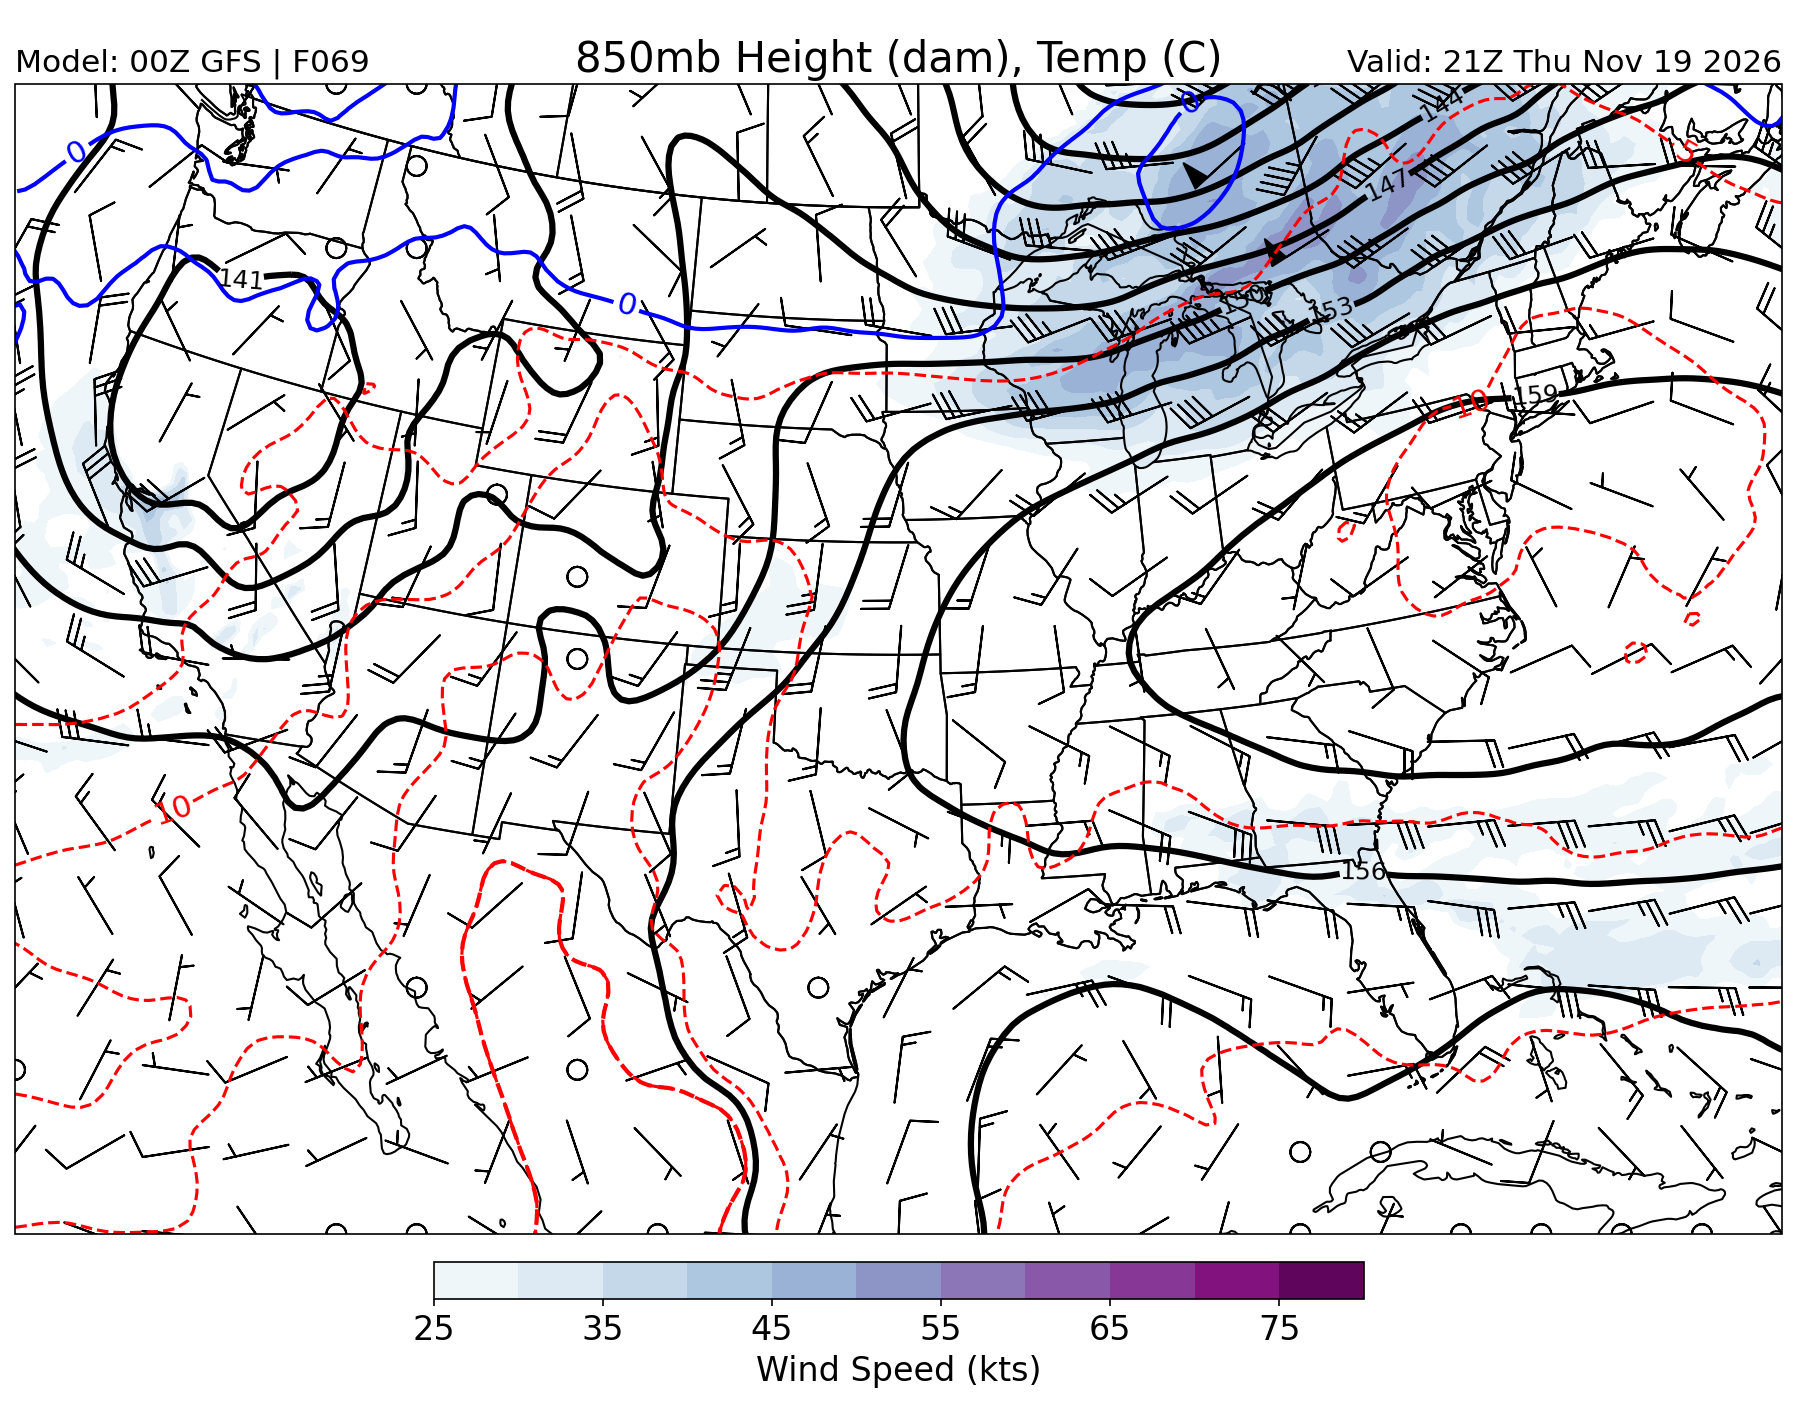 Model: 00Z GFS | F069
850mb Height (dam), Temp (C)
Valid: 21Z Thu Nov 19 2026
0
0
144
5
147
141
0
150
153
159
10
10
156
25 35 45 55 65 75
Wind Speed (kts)